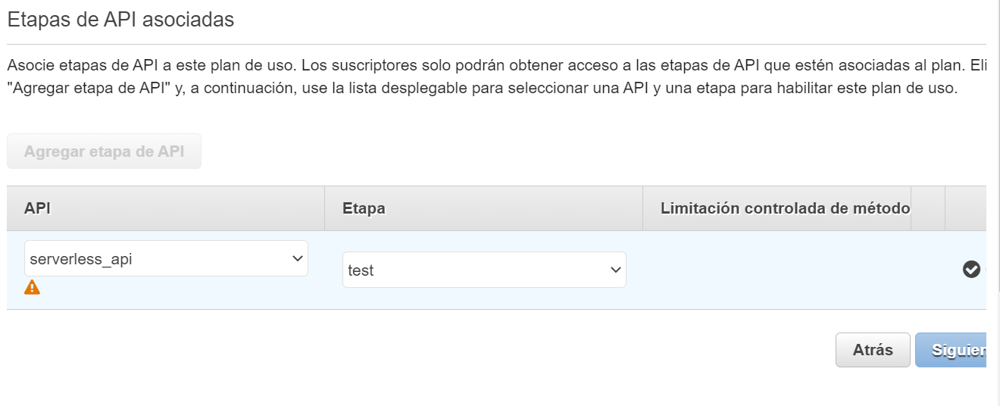 Etapas de API asociadas
Asocie etapas de API a este plan de uso. Los suscriptores solo podrán obtener acceso a las etapas de API que estén asociadas al plan. Eli
"Agregar etapa de API" y, a continuación, use la lista desplegable para seleccionar una API y una etapa para habilitar este plan de uso.
Agregar etapa de API
API Etapa Limitación controlada de método
serverless_api test
Atrás Siguien